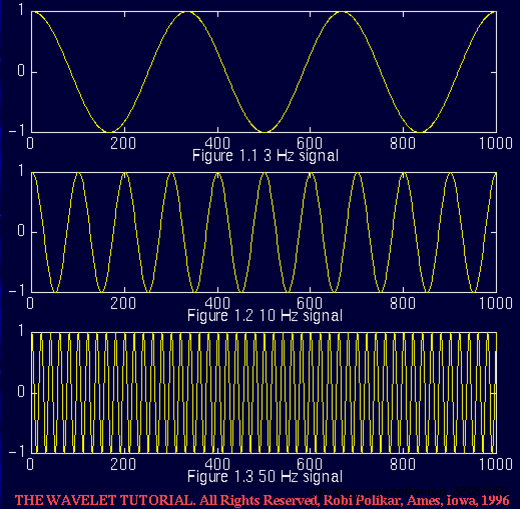 1
0
−1
0 200 400 600 800 1000
Figure 1.1 3 Hz signal
1
0
−1
0 200 400 600 800 1000
Figure 1.2 10 Hz signal
1
0
−1
0 200 400 600 800 1000
Figure 1.3 50 Hz signal
THE WAVELET TUTORIAL. All Rights Reserved, Robi Polikar, Ames, Iowa, 1996